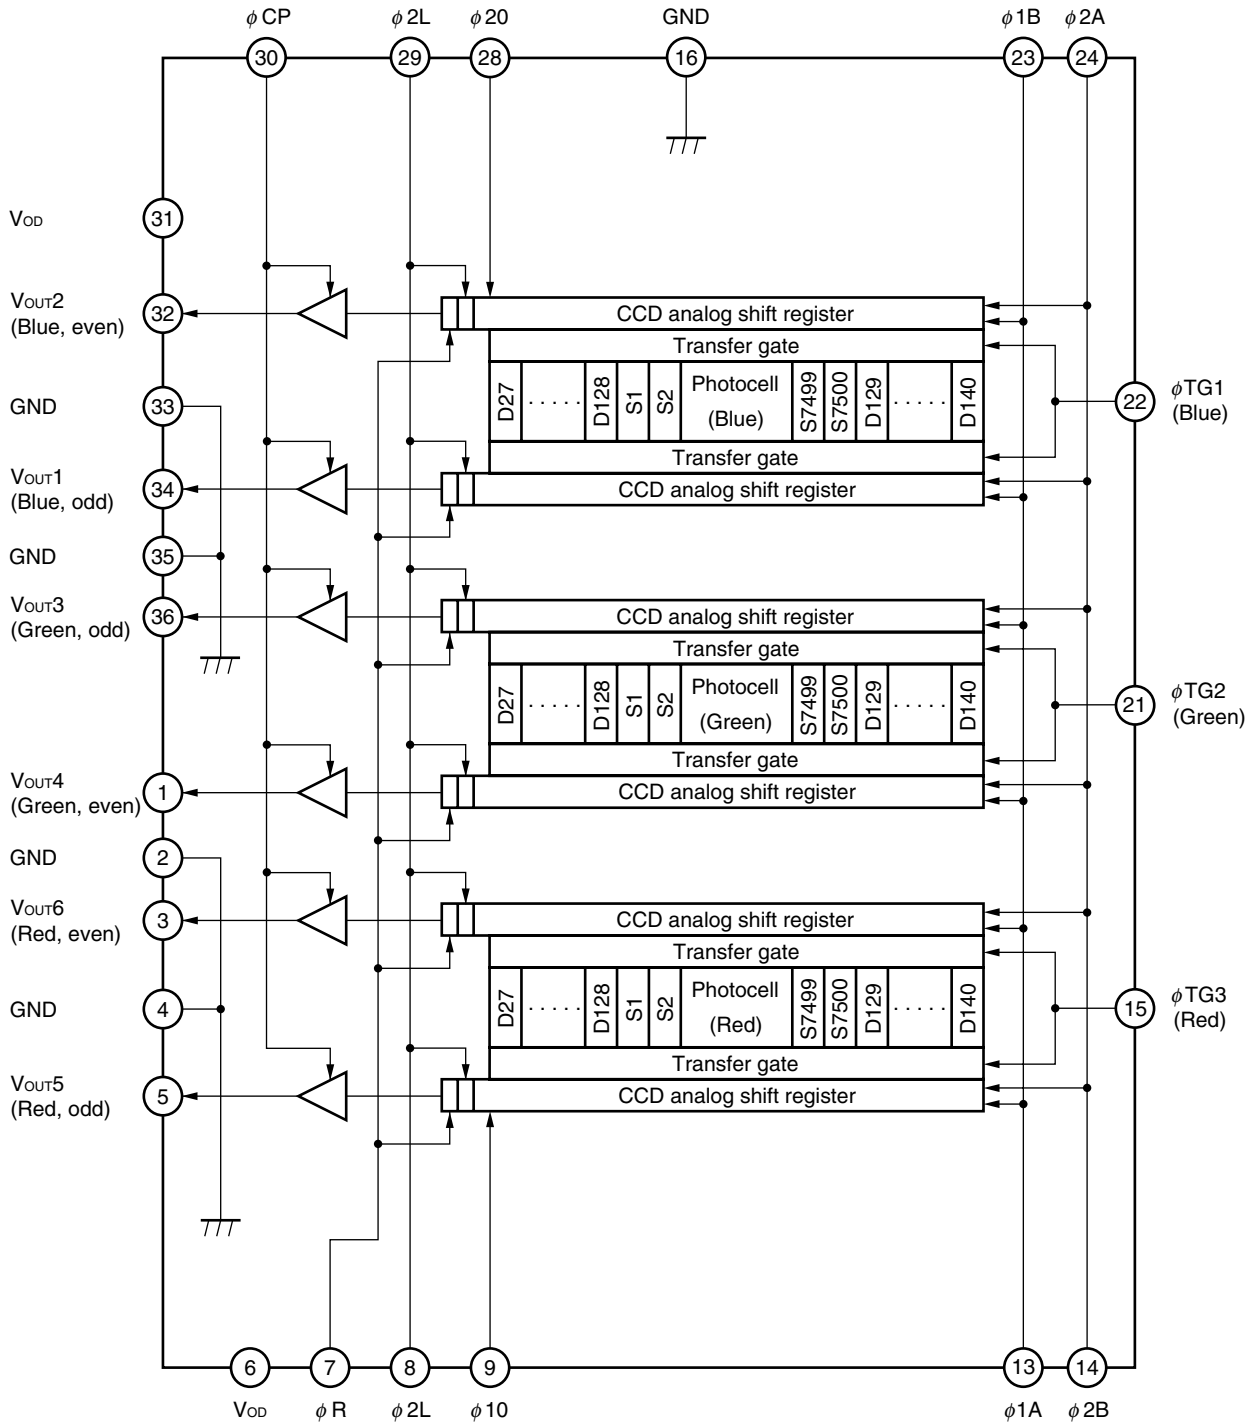 φCP φ2L φ20 GND φ1B φ2A
30 29 28 16 23 24
VOD 31
VOUT2
(Blue, even) 32
CCD analog shift register
Transfer gate
D27 ····· D128 S1 S2 Photocell (Blue) S7499 S7500 D129 ····· D140
GND 33
22 φTG1
(Blue)
Transfer gate
VOUT1
(Blue, odd) 34
CCD analog shift register
GND 35
VOUT3
(Green, odd) 36
CCD analog shift register
Transfer gate
D27 ····· D128 S1 S2 Photocell (Green) S7499 S7500 D129 ····· D140
21 φTG2
(Green)
Transfer gate
VOUT4
(Green, even) 1
CCD analog shift register
GND 2
VOUT6
(Red, even) 3
CCD analog shift register
Transfer gate
D27 ····· D128 S1 S2 Photocell (Red) S7499 S7500 D129 ····· D140
GND 4
15 φTG3
(Red)
Transfer gate
VOUT5
(Red, odd) 5
CCD analog shift register
6 7 8 9 13 14
VOD φR φ2L φ10 φ1A φ2B